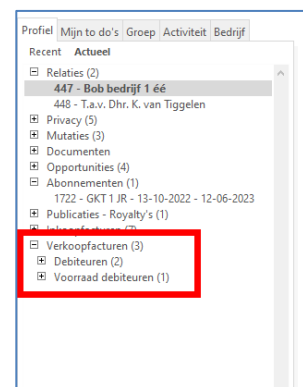 Profiel Mijn to do's Groep Activiteit Bedrijf
Recent Actueel
Relaties (2)
447 - Bob bedrijf 1 éé
448 - T.a.v. Dhr. K. van Tiggelen
Privacy (5)
Mutaties (3)
Documenten
Opportunities (4)
Abonnementen (1)
1722 - GKT 1 JR - 13-10-2022 - 12-06-2023
Publicaties - Royalty's (1)
Inkoopfacturen (7)
Verkoopfacturen (3)
Debiteuren (2)
Voorraad debiteuren (1)